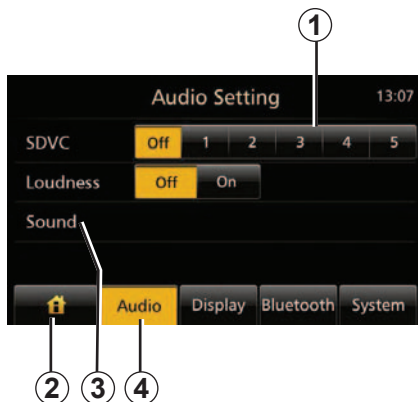 1
Audio Setting 13:07
SDVC Off 1 2 3 4 5
Loudness Off On
Sound
Audio Display Bluetooth System
2 3 4